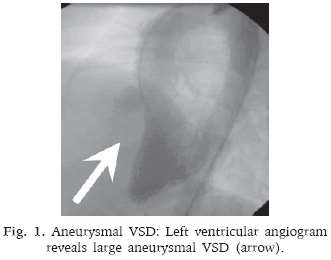 Fig. 1. Aneurysmal VSD: Left ventricular angiogram
reveals large aneurysmal VSD (arrow).